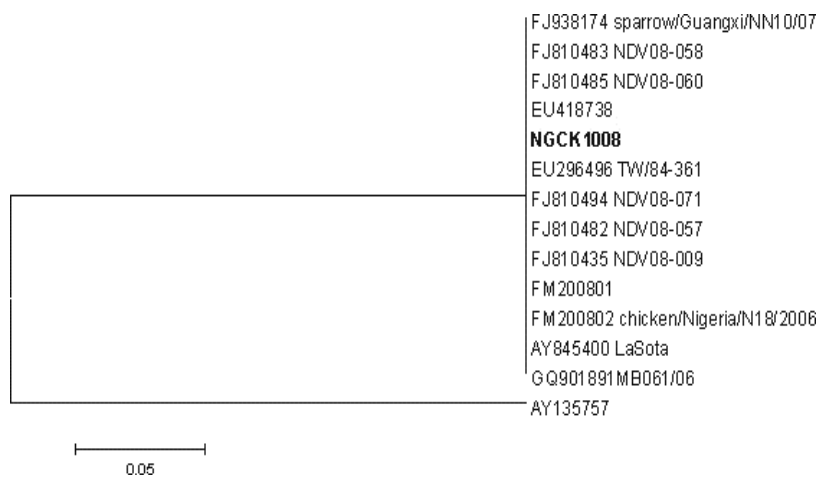 FJ938174 sparrow/Guangxi/NN10/07
FJ810483 NDV08-058
FJ810485 NDV08-060
EU418738
NGCK1008
EU296496 TW/84-361
FJ810494 NDV08-071
FJ810482 NDV08-057
FJ810435 NDV08-009
FM200801
FM200802 chicken/Nigeria/N18/2006
AY845400 LaSota
GQ901891MB061/06
AY135757
0.05